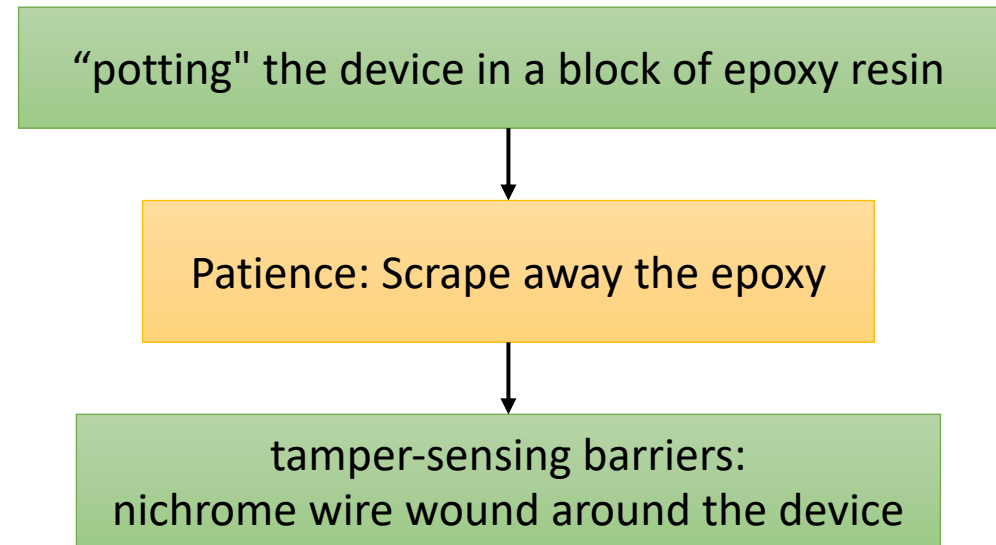 “potting" the device in a block of epoxy resin
Patience: Scrape away the epoxy
tamper-sensing barriers:
nichrome wire wound around the device